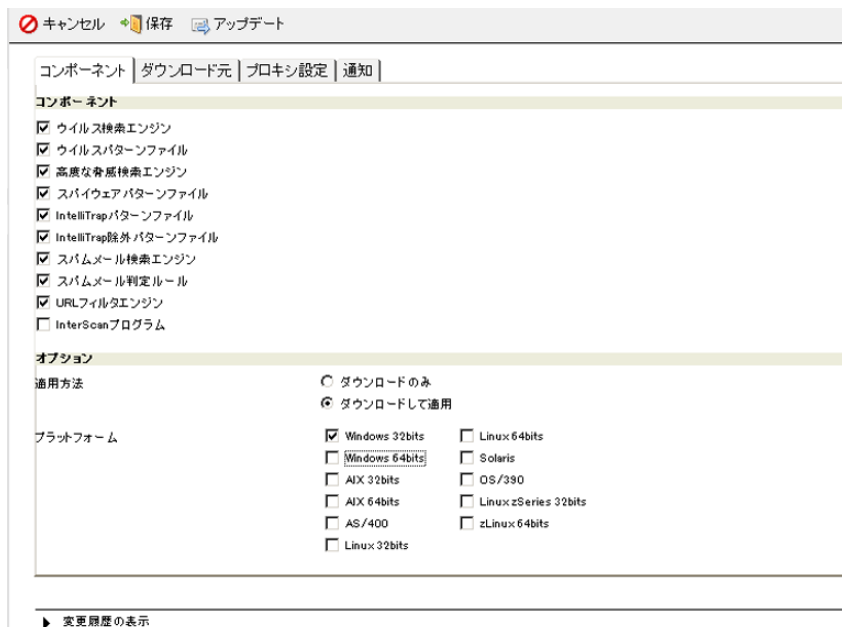 キャンセル 保存 アップデート
コンポーネント ダウンロード元 プロキシ設定 通知
コンポーネント
ウイルス検索エンジン
ウイルスパターンファイル
高度な脅威検索エンジン
スパイウェアパターンファイル
IntelliTrapパターンファイル
IntelliTrap除外パターンファイル
スパムメール検索エンジン
スパムメール判定ルール
URLフィルタエンジン
InterScanプログラム
オプション
適用方法 ダウンロードのみ
ダウンロードして適用
プラットフォーム Windows 32bits Linux 64bits
Windows 64bits Solaris
AIX 32bits OS/390
AIX 64bits Linux zSeries 32bits
AS/400 zLinux 64bits
Linux 32bits
変更履歴の表示